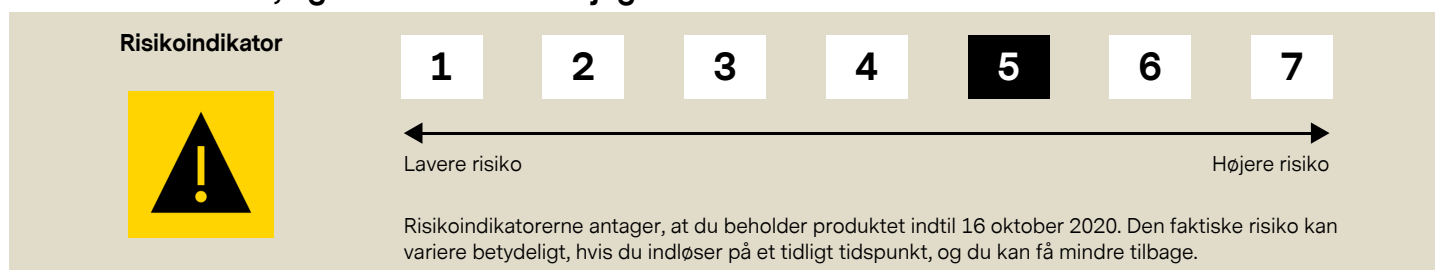 Risikoindikator
1 2 3 4 5 6 7
Lavere risiko Højere risiko
Risikoindikatorerne antager, at du beholder produktet indtil 16 oktober 2020. Den faktiske risiko kan
variere betydeligt, hvis du indløser på et tidligt tidspunkt, og du kan få mindre tilbage.